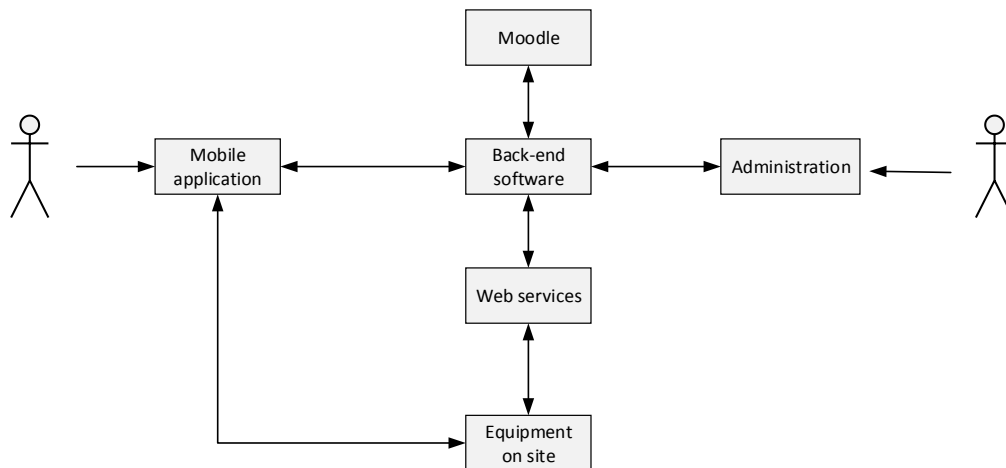 Moodle
Mobile
application
Back-end
software
Administration
Web services
Equipment
on site